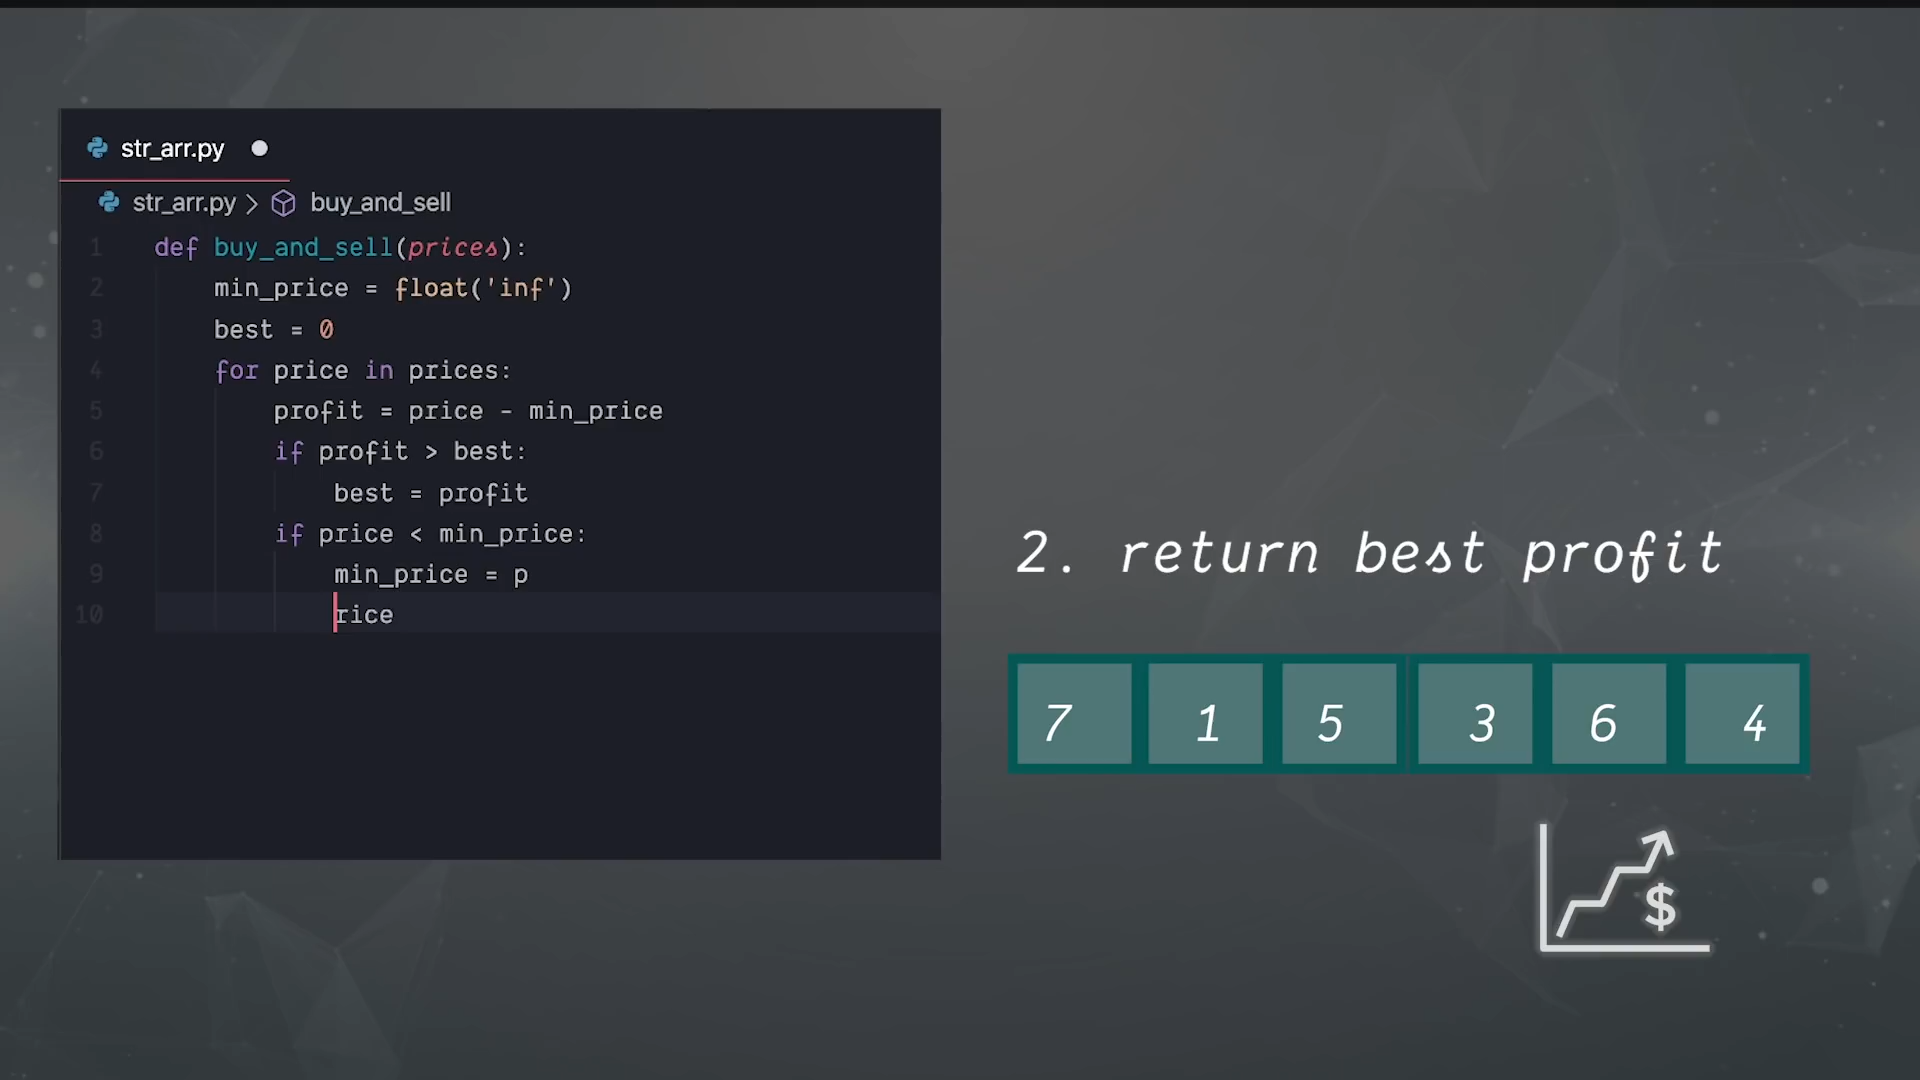 str_arr.py
str_arr.py > buy_and_sell
1 def buy_and_sell(prices):
2 min_price = float('inf')
3 best = 0
4 for price in prices:
5 profit = price - min_price
6 if profit > best:
7 best = profit
8 if price < min_price:
9 min_price = p
10 rice
2. return best profit
7 1 5 3 6 4
$